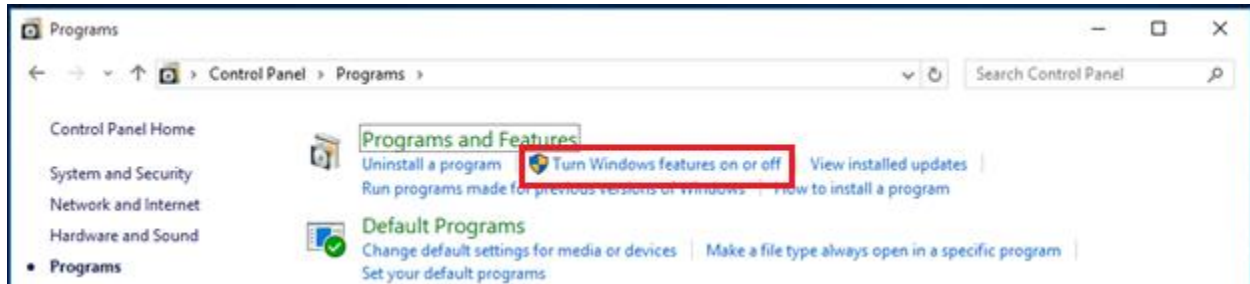 Programs
Control Panel > Programs >
Search Control Panel
Control Panel Home
System and Security
Network and Internet
Hardware and Sound
Programs
Programs and Features
Uninstall a program Turn Windows features on or off View installed updates
Run programs made for previous versions of Windows How to install a program
Default Programs
Change default settings for media or devices Make a file type always open in a specific program
Set your default programs